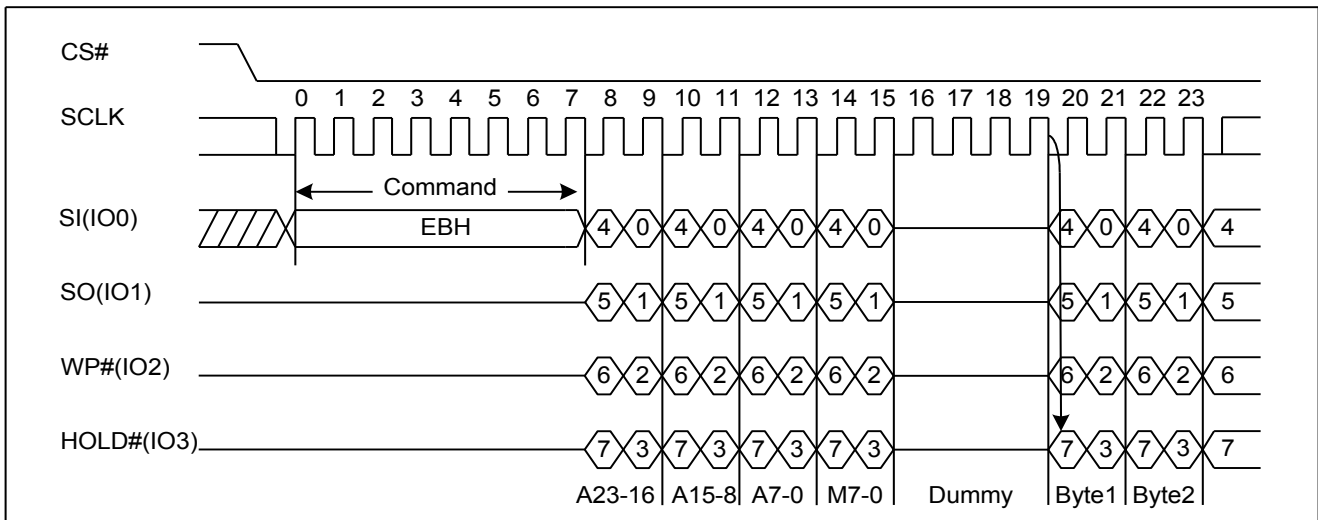 CS#
0 1 2 3 4 5 6 7 8 9 10 11 12 13 14 15 16 17 18 19 20 21 22 23
SCLK
Command
SI(IO0) EBH 4 0 4 0 4 0 4 0 4 0 4 0 4
SO(IO1) 5 1 5 1 5 1 5 1 5 1 5 1 5
WP#(IO2) 6 2 6 2 6 2 6 2 6 2 6 2 6
HOLD#(IO3) 7 3 7 3 7 3 7 3 7 3 7 3 7
A23-16 A15-8 A7-0 M7-0 Dummy Byte1 Byte2